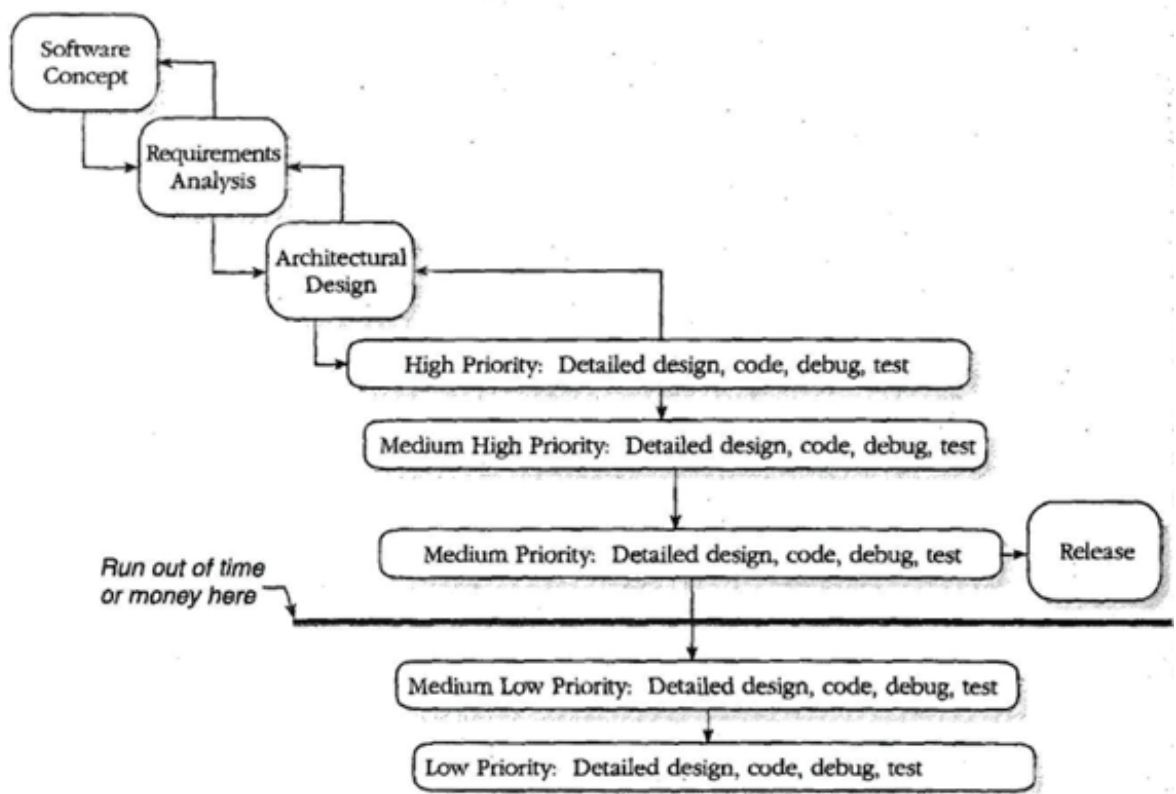 Software
Concept
Requirements
Analysis
Architectural
Design
High Priority: Detailed design, code, debug, test
Medium High Priority: Detailed design, code, debug, test
Medium Priority: Detailed design, code, debug, test
Release
Run out of time
or money here
Medium Low Priority: Detailed design, code, debug, test
Low Priority: Detailed design, code, debug, test